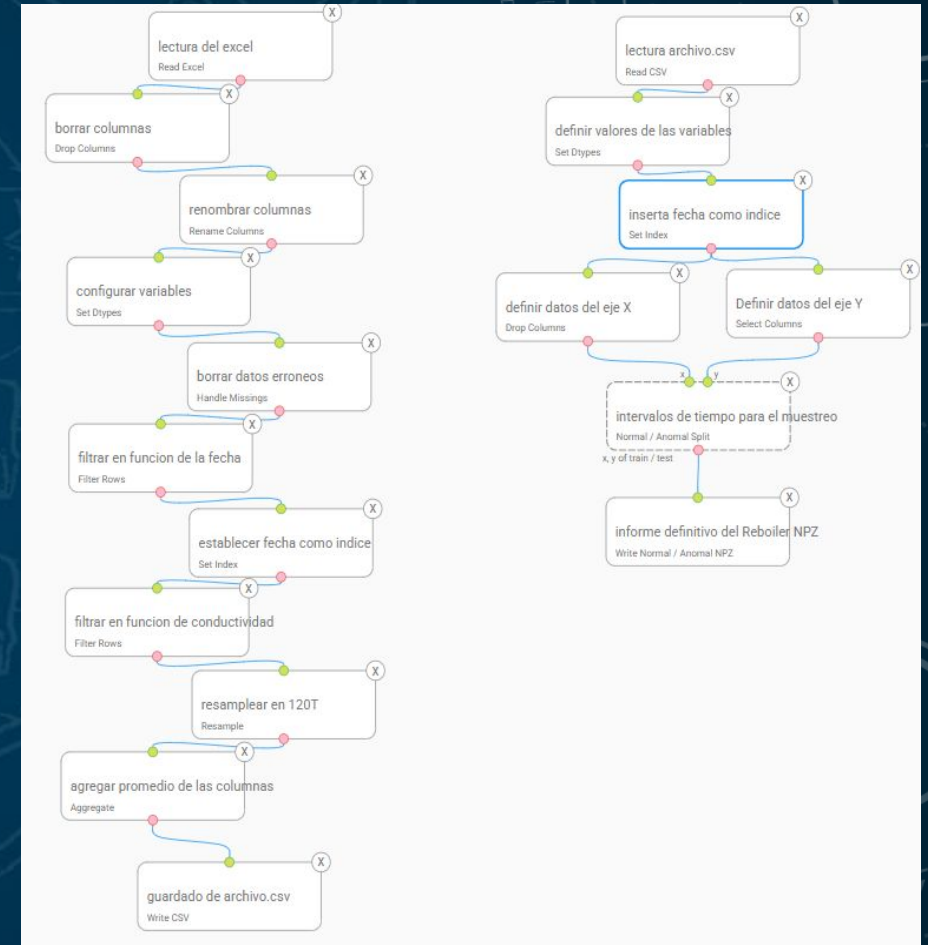 X
lectura del excel
Read Excel
X
borrar columnas
Drop Columns
X
renombrar columnas
Rename Columns
X
configurar variables
Set Dtypes
X
borrar datos erroneos
Handle Missings
X
filtrar en funcion de la fecha
Filter Rows
X
establecer fecha como indice
Set Index
X
filtrar en funcion de conductividad
Filter Rows
X
resamplear en 120T
Resample
X
agregar promedio de las columnas
Aggregate
X
guardado de archivo.csv
Write CSV
X
lectura archivo.csv
Read CSV
X
definir valores de las variables
Set Dtypes
X
inserta fecha como indice
Set Index
X
definir datos del eje X
Drop Columns
X
Definir datos del eje Y
Select Columns
x y
X
intervalos de tiempo para el muestreo
Normal / Anomal Split
x, y of train / test
X
informe definitivo del Reboiler NPZ
Write Normal / Anomal NPZ